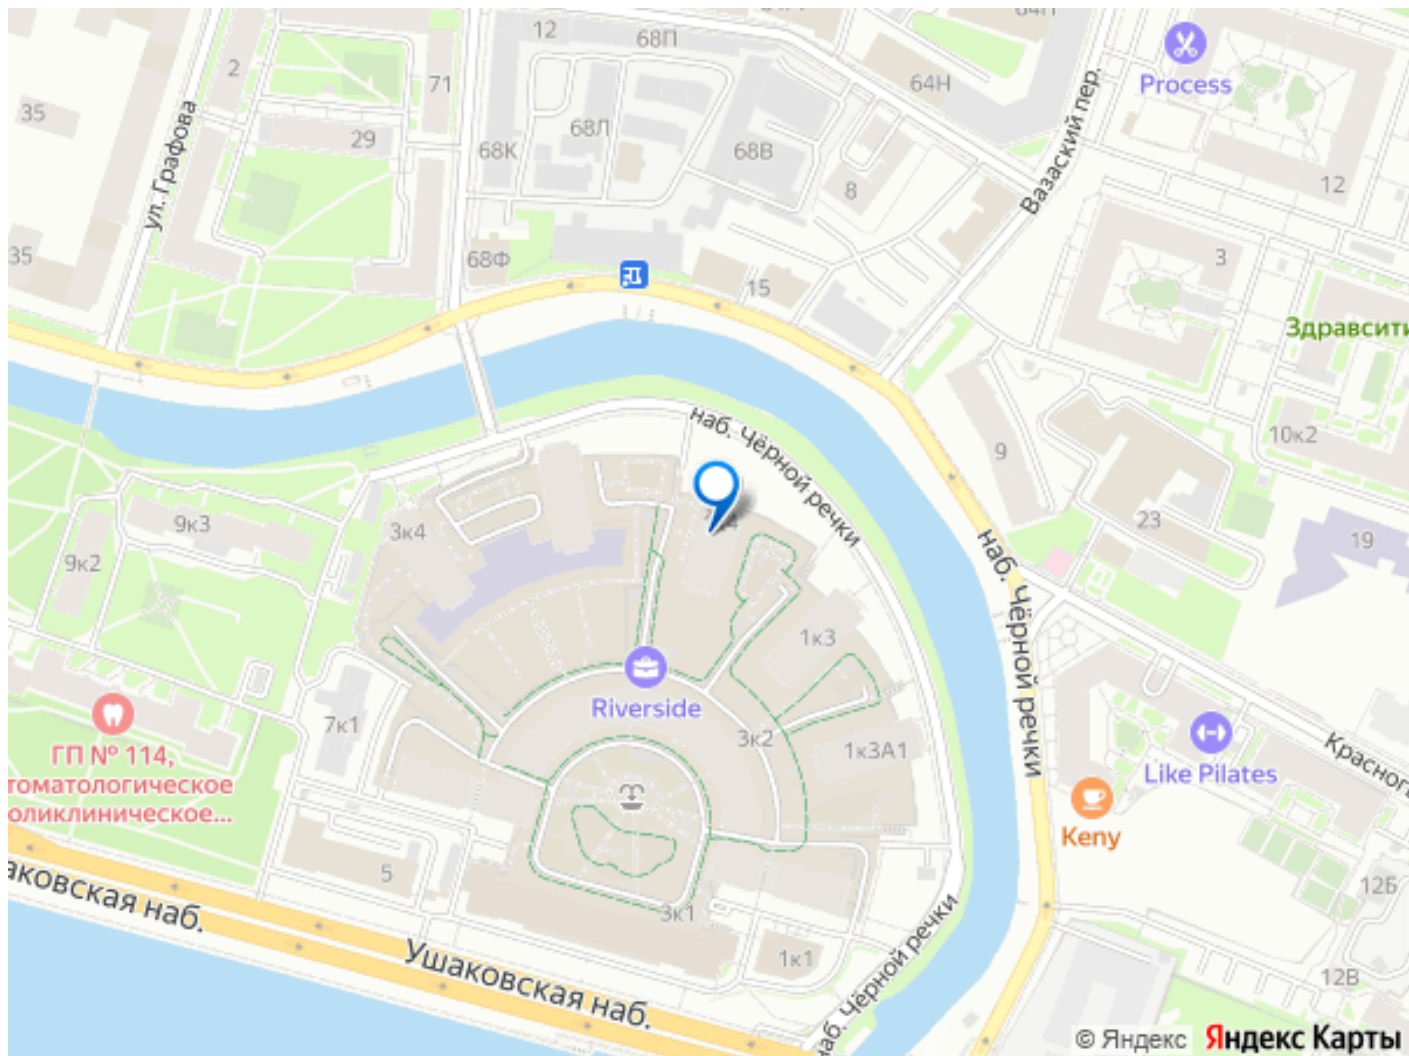 12
68П
64Н
2
71
Process
35
68Л
29
68К
68В
ул. Графова
Вазаский пер.
8
12
35
68Ф
3
15
Здравсити
наб. Чёрной речки
10к2
9
9к3
3к4
23
19
9к2
наб. Чёрной речки
1к3
Riverside
7к1
3к2
1к3А1
ГП № 114,
томатологическое
оликлиническое...
Like Pilates
Красног
Keny
5
12Б
аковская наб.
3к1
Ушаковская наб.
1к1
наб. Чёрной речки
12В
© Яндекс Яндекс Карты